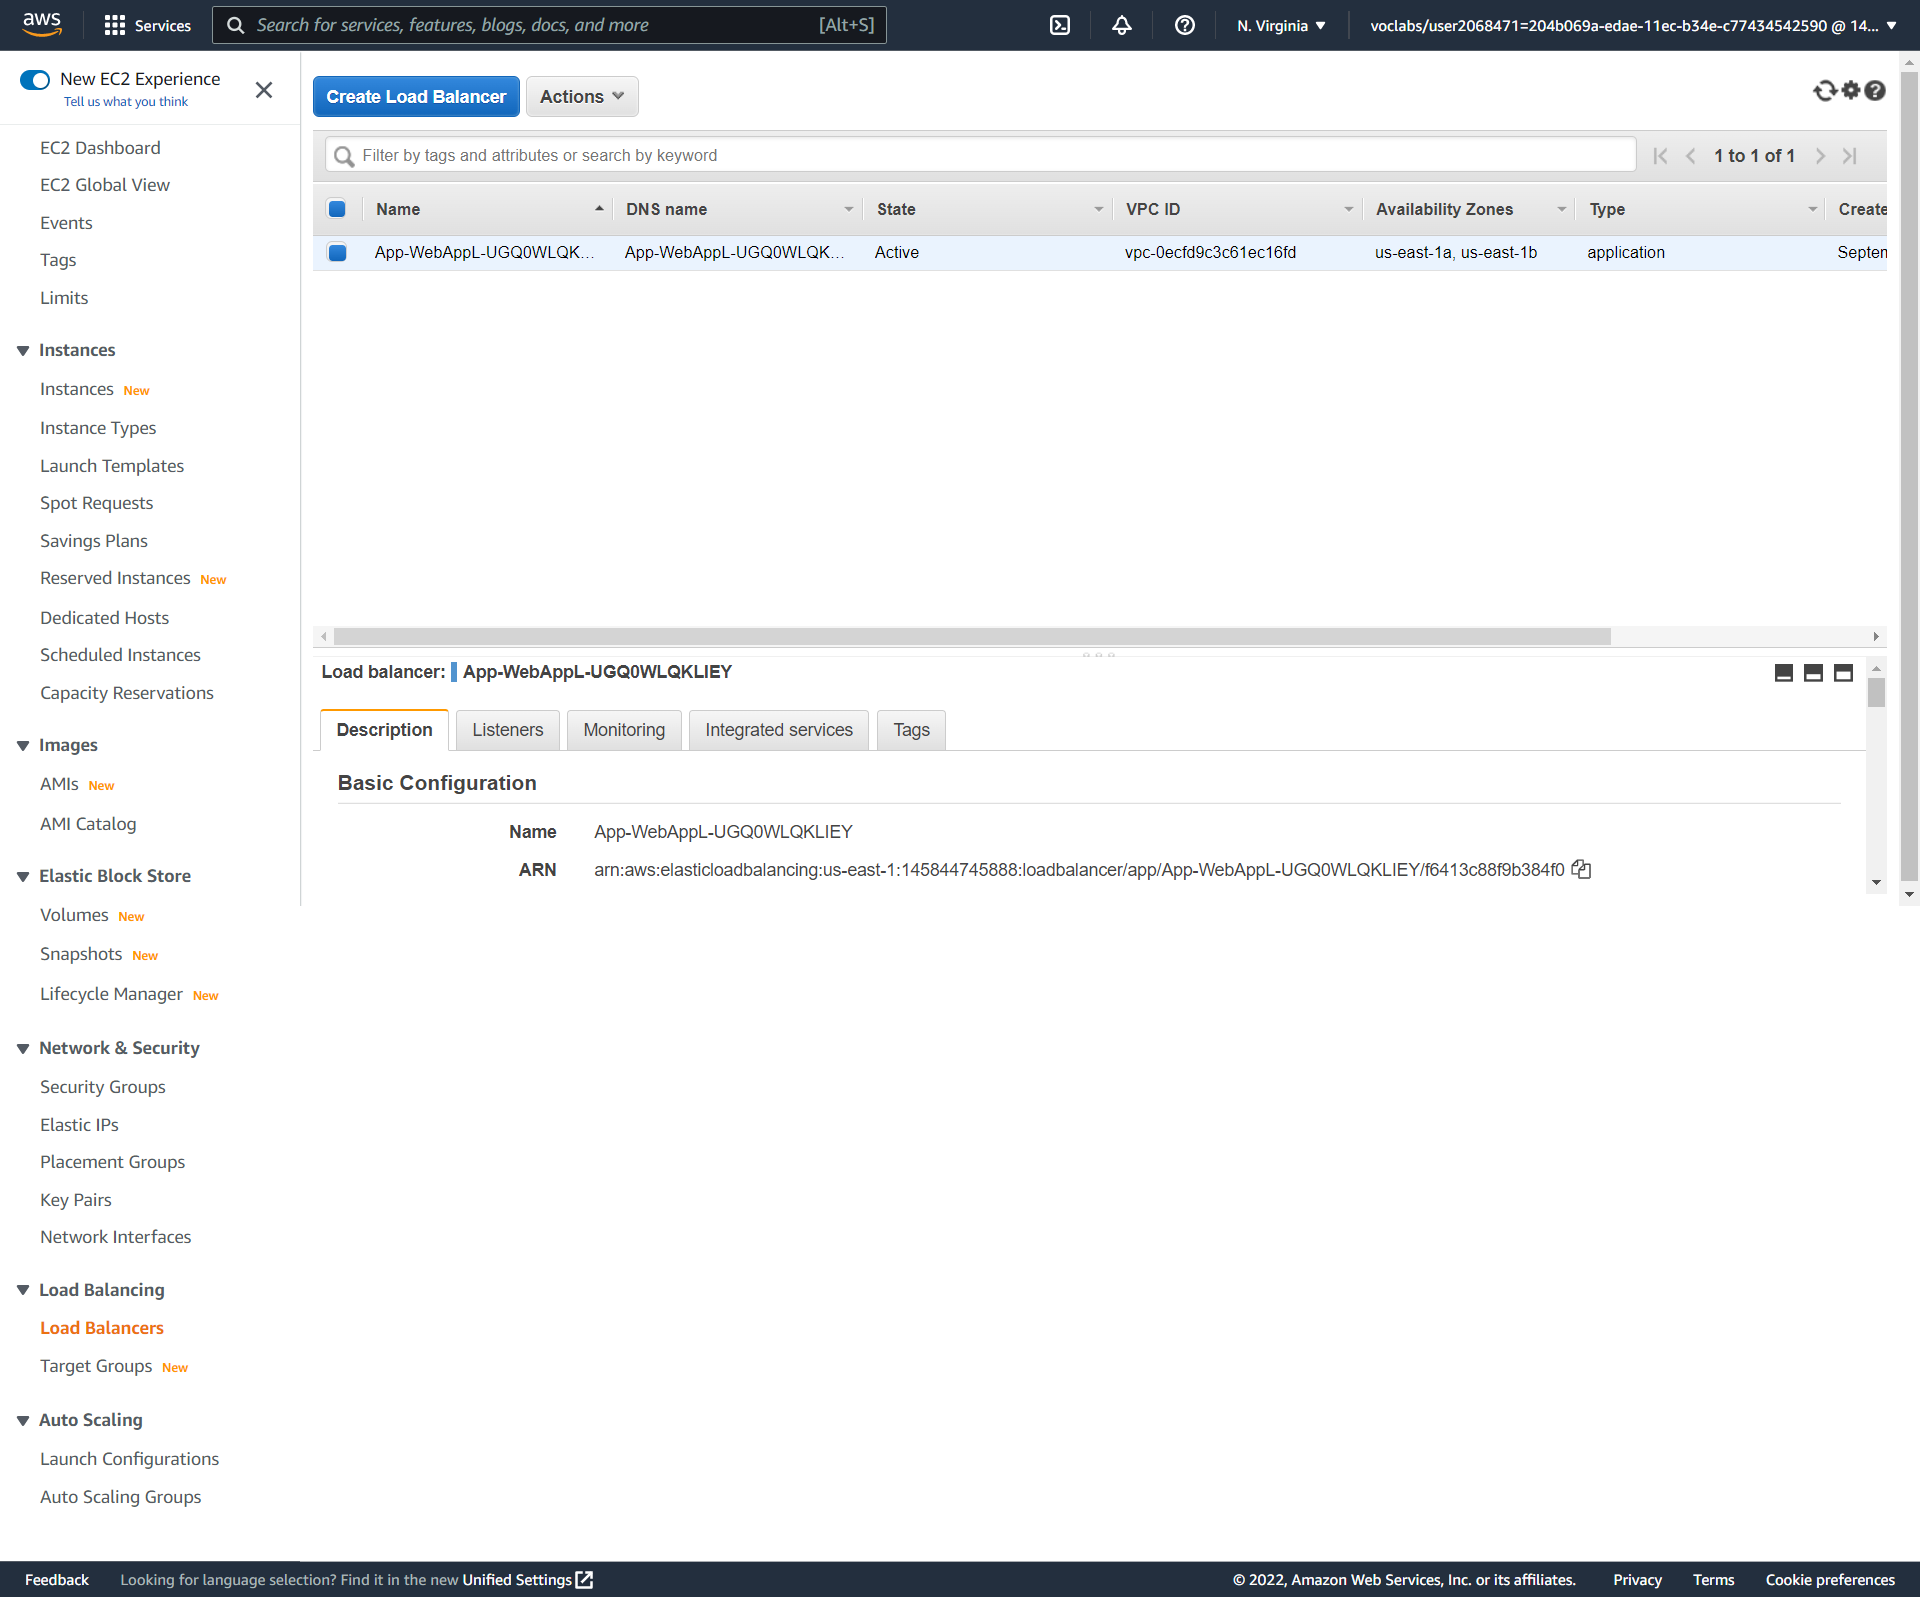 aws
Services
Search for services, features, blogs, docs, and more
[Alt+S]
N. Virginia
voclabs/user2068471=204b069a-edae-11ec-b34e-c77434542590 @ 14...
New EC2 Experience
Tell us what you think
EC2 Dashboard
EC2 Global View
Events
Tags
Limits
Instances
Instances New
Instance Types
Launch Templates
Spot Requests
Savings Plans
Reserved Instances New
Dedicated Hosts
Scheduled Instances
Capacity Reservations
Images
AMIs New
AMI Catalog
Elastic Block Store
Volumes New
Snapshots New
Lifecycle Manager New
Network & Security
Security Groups
Elastic IPs
Placement Groups
Key Pairs
Network Interfaces
Load Balancing
Load Balancers
Target Groups New
Auto Scaling
Launch Configurations
Auto Scaling Groups
Create Load Balancer
Actions
Filter by tags and attributes or search by keyword
1 to 1 of 1
Name DNS name State VPC ID Availability Zones Type Create
App-WebAppL-UGQ0WLQK... App-WebAppL-UGQ0WLQK... Active vpc-0ecfd9c3c61ec16fd us-east-1a, us-east-1b application Septen
Load balancer: App-WebAppL-UGQ0WLQKLIEY
Description Listeners Monitoring Integrated services Tags
Basic Configuration
Name App-WebAppL-UGQ0WLQKLIEY
ARN arn:aws:elasticloadbalancing:us-east-1:145844745888:loadbalancer/app/App-WebAppL-UGQ0WLQKLIEY/f6413c88f9b384f0
Feedback Looking for language selection? Find it in the new Unified Settings
© 2022, Amazon Web Services, Inc. or its affiliates. Privacy Terms Cookie preferences